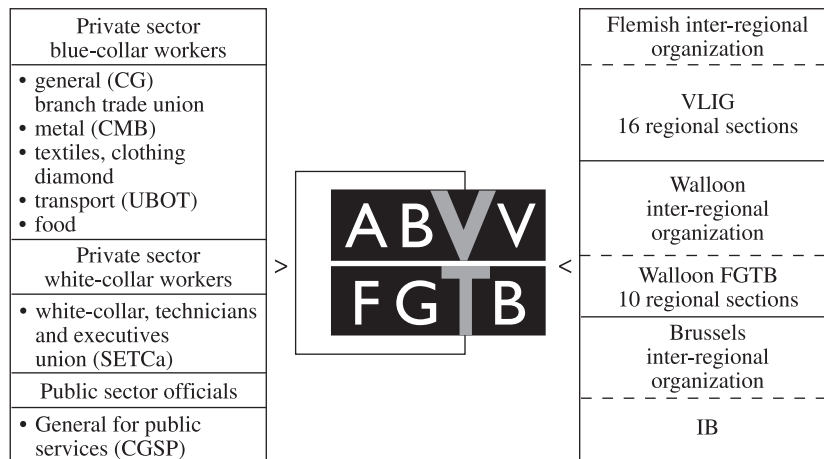 Private sector
blue-collar workers
• general (CG)
branch trade union
• metal (CMB)
• textiles, clothing
diamond
• transport (UBOT)
• food
Private sector
white-collar workers
• white-collar, technicians
and executives
union (SETCa)
Public sector officials
• General for public
services (CGSP)
>
ABVV
FGTB
<
Flemish inter-regional
organization
VLIG
16 regional sections
Walloon
inter-regional
organization
Walloon FGTB
10 regional sections
Brussels
inter-regional
organization
IB